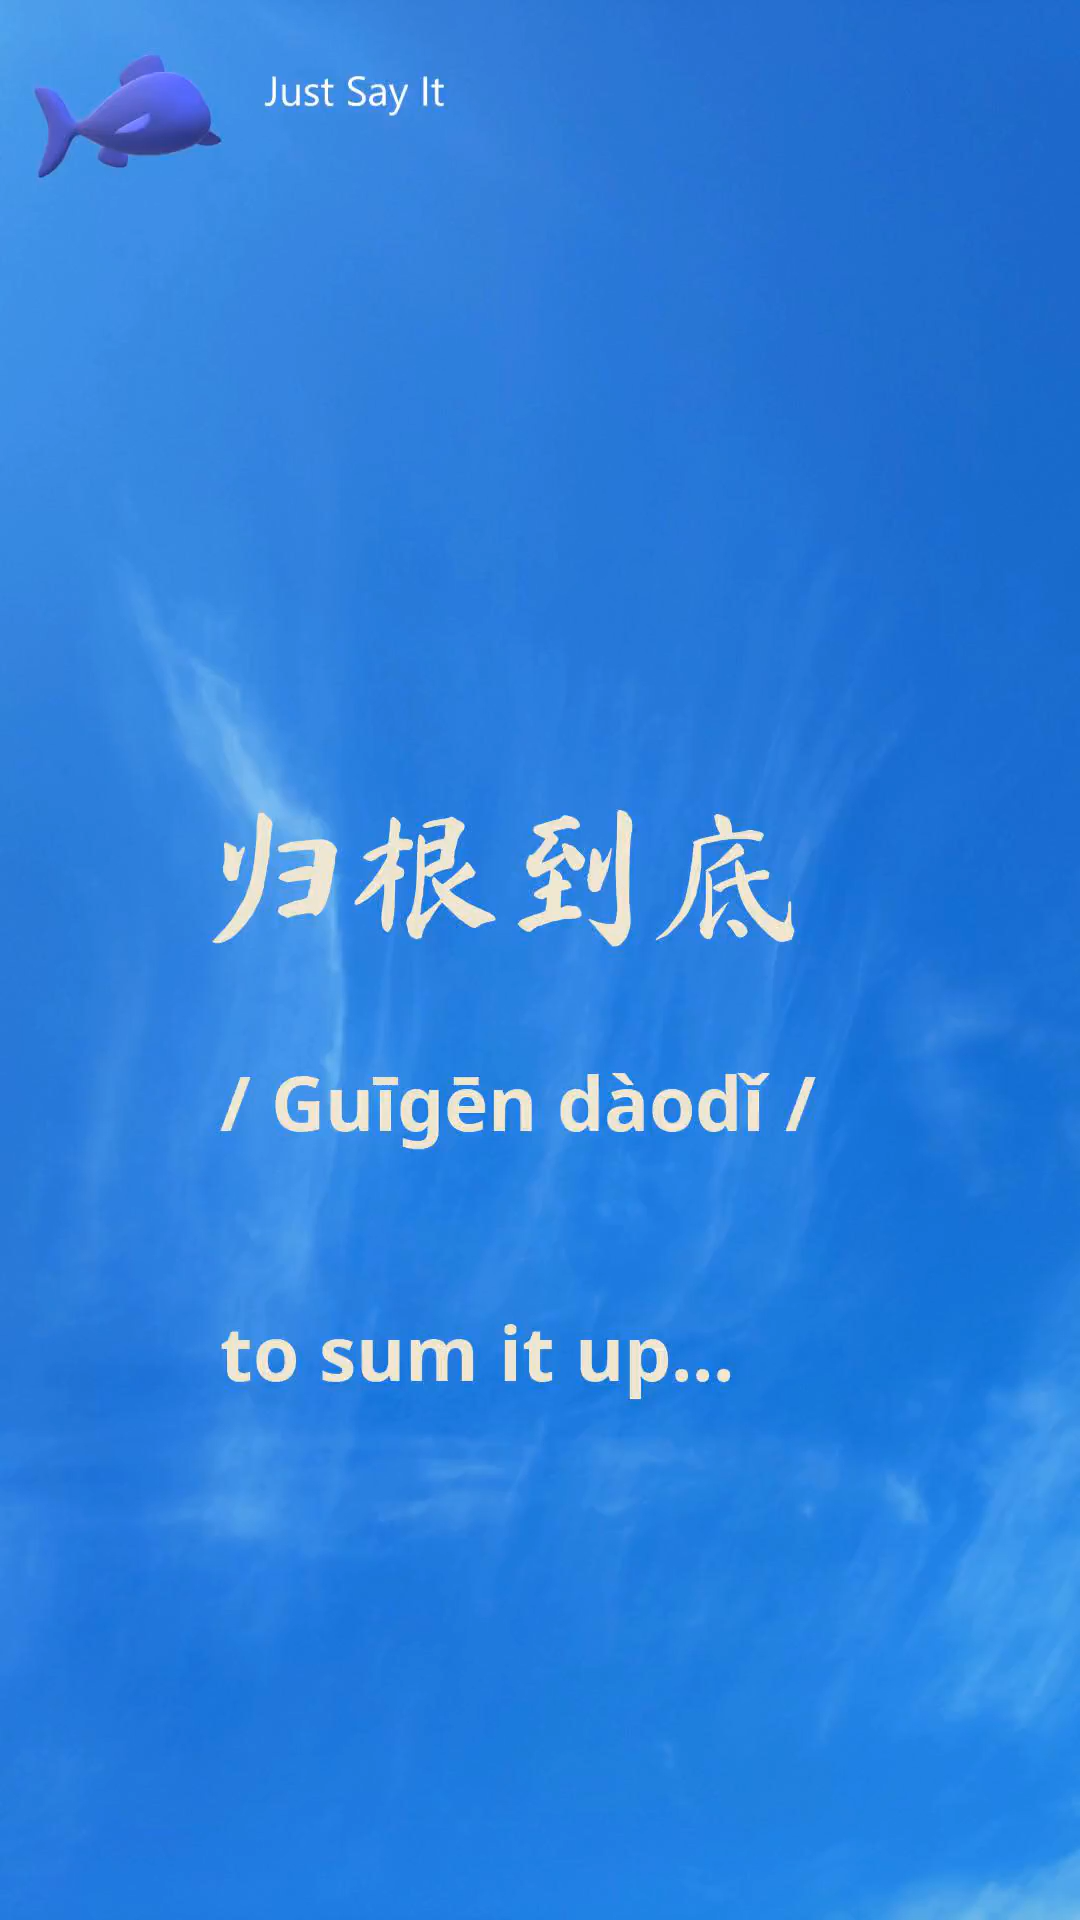 Just Say It
归根到底
/ Guīgēn dàodǐ /
to sum it up...